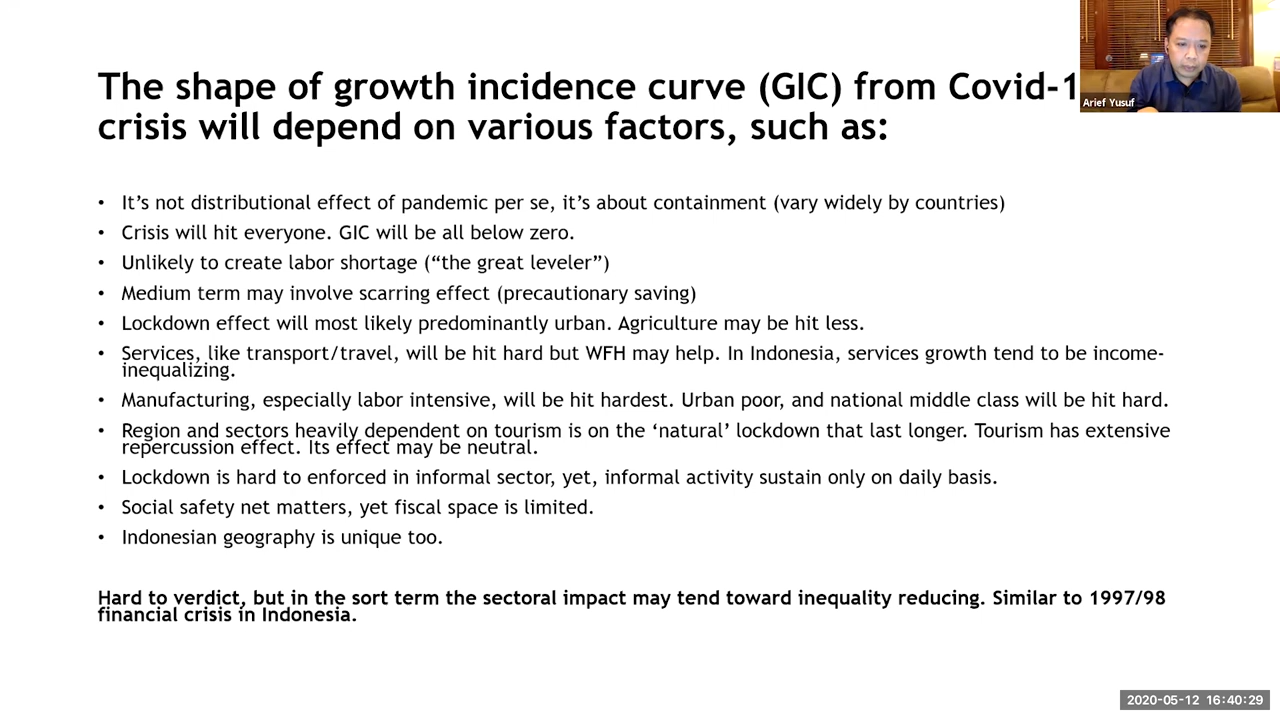 The shape of growth incidence curve (GIC) from Covid-1
crisis will depend on various factors, such as:
Arief Yusuf
• It’s not distributional effect of pandemic per se, it’s about containment (vary widely by countries)
• Crisis will hit everyone. GIC will be all below zero.
• Unlikely to create labor shortage (“the great leveler”)
• Medium term may involve scarring effect (precautionary saving)
• Lockdown effect will most likely predominantly urban. Agriculture may be hit less.
• Services, like transport/travel, will be hit hard but WFH may help. In Indonesia, services growth tend to be income-
inequalizing.
• Manufacturing, especially labor intensive, will be hit hardest. Urban poor, and national middle class will be hit hard.
• Region and sectors heavily dependent on tourism is on the ‘natural’ lockdown that last longer. Tourism has extensive
repercussion effect. Its effect may be neutral.
• Lockdown is hard to enforced in informal sector, yet, informal activity sustain only on daily basis.
• Social safety net matters, yet fiscal space is limited.
• Indonesian geography is unique too.
Hard to verdict, but in the sort term the sectoral impact may tend toward inequality reducing. Similar to 1997/98
financial crisis in Indonesia.
2020-05-12 16:40:29